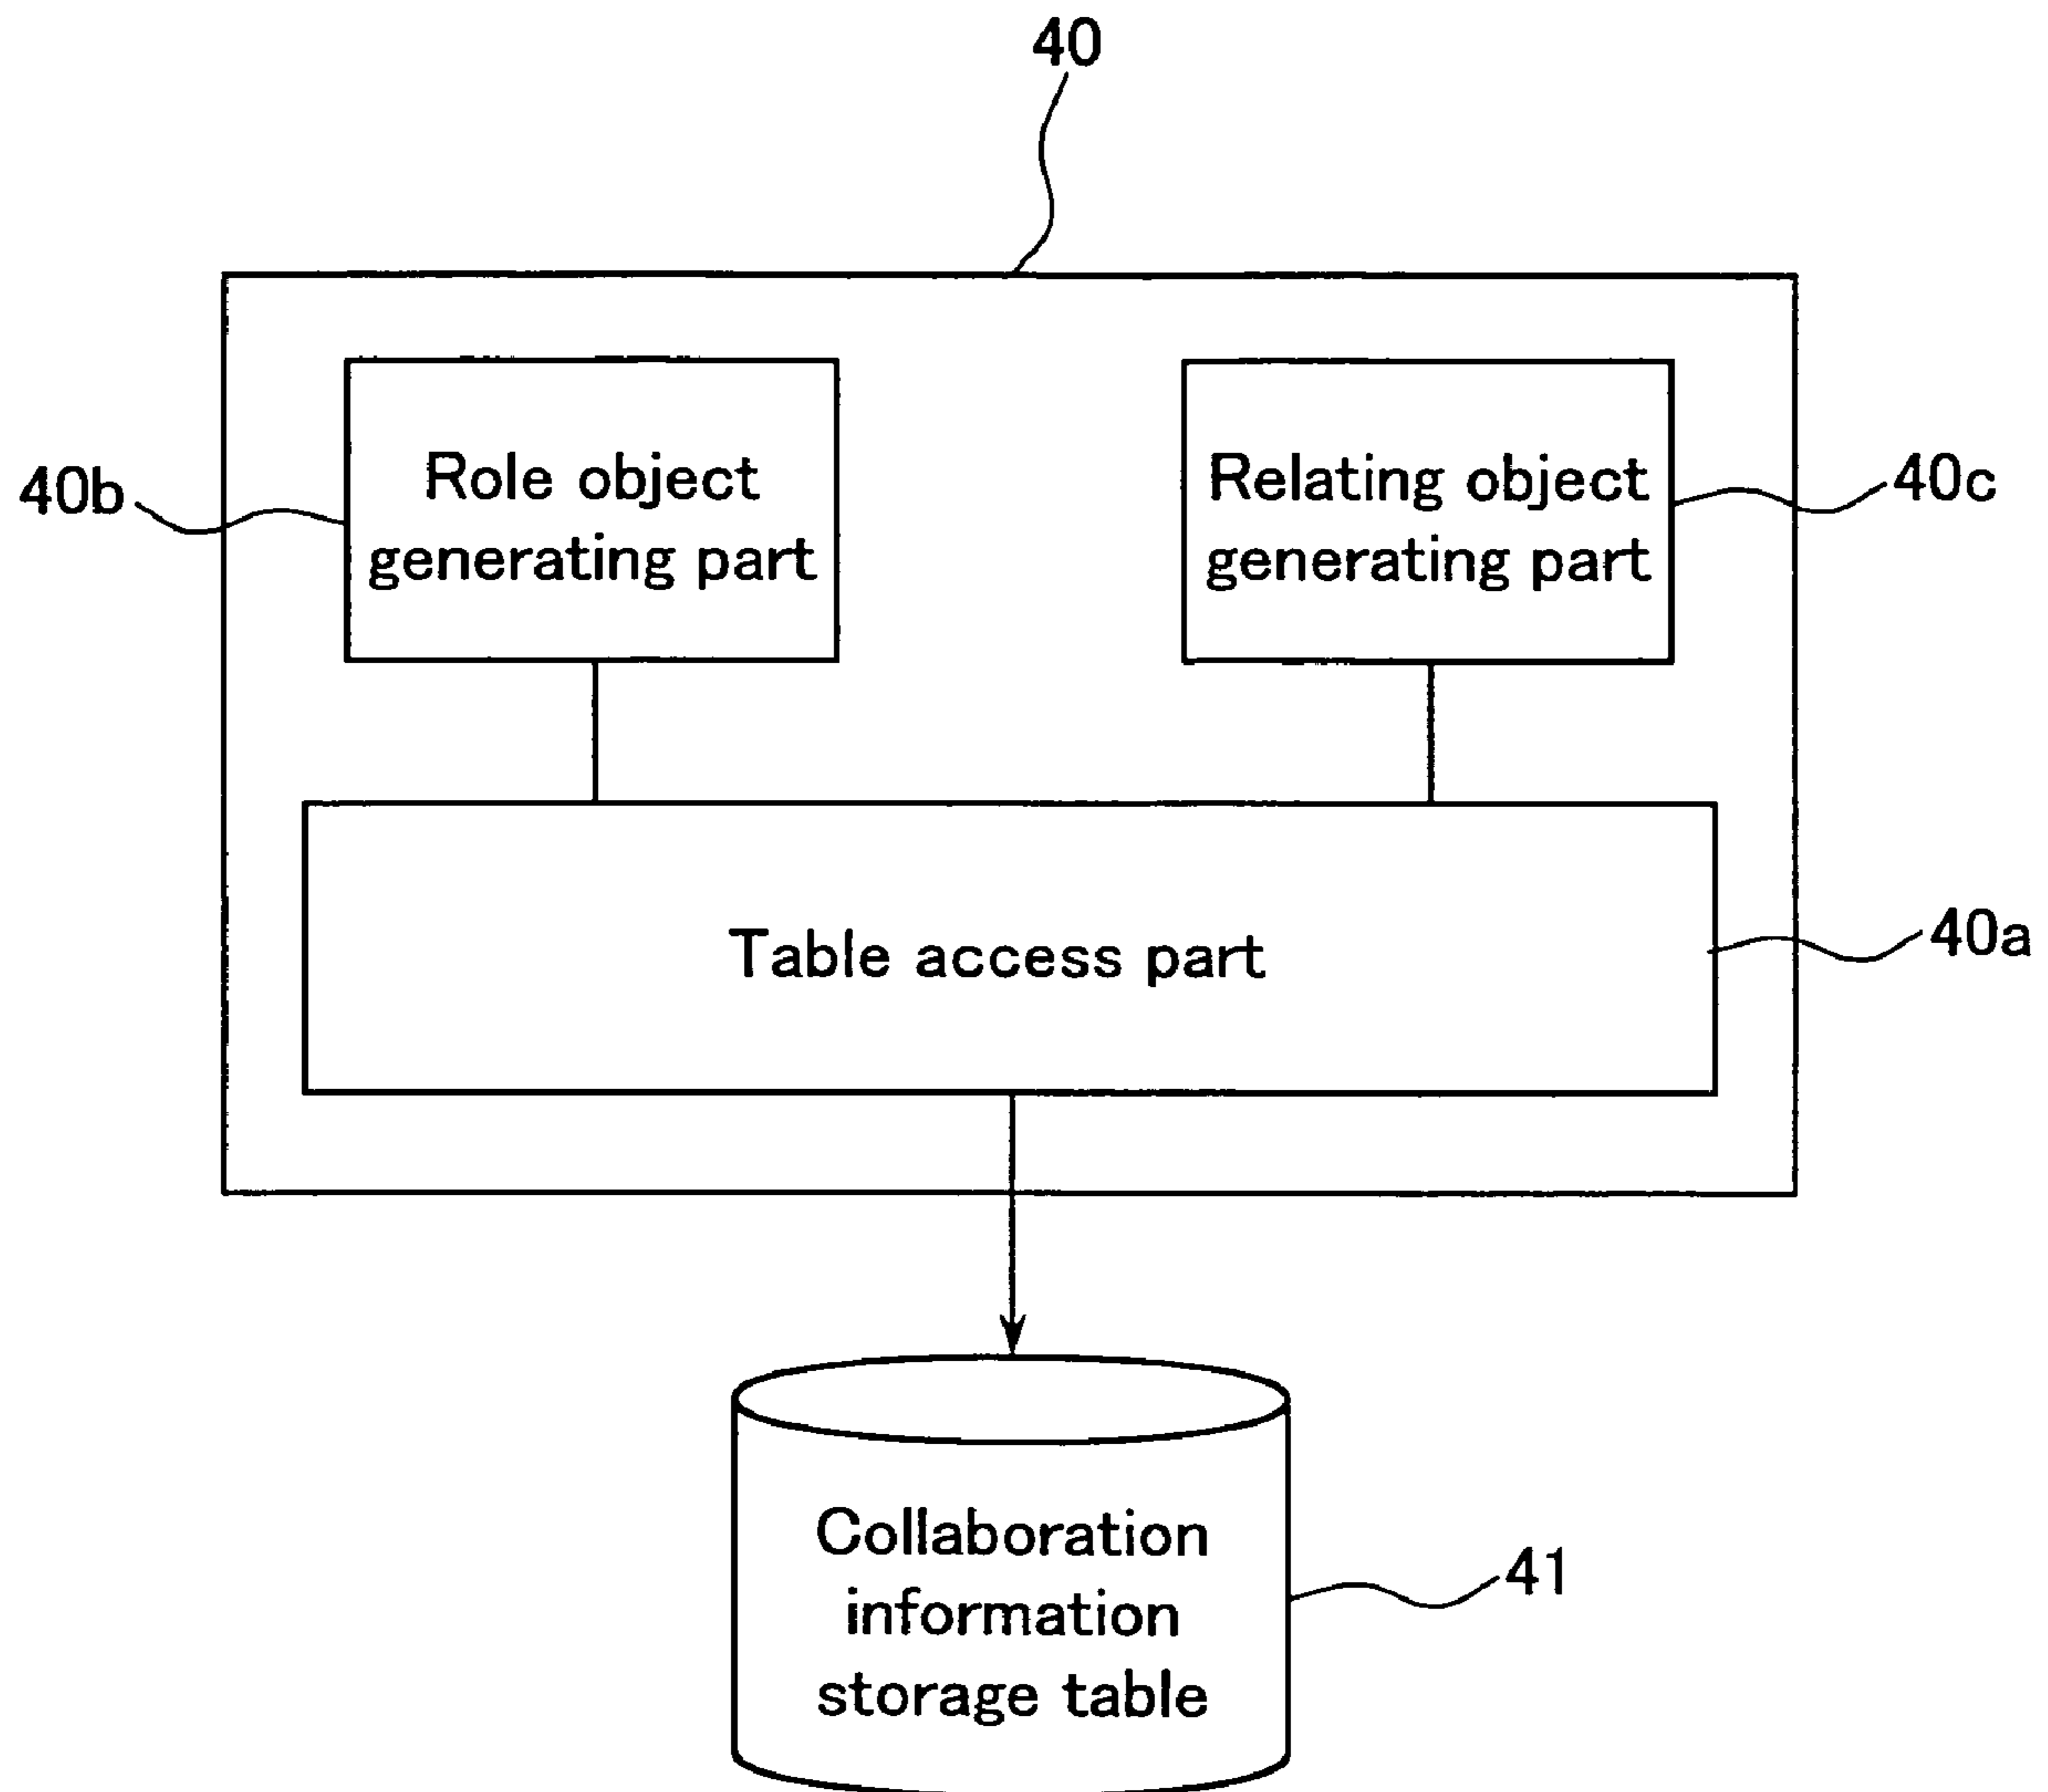 40
Role object
generating part
40b
Relating object
generating part
40c
Table access part
40a
Collaboration
information
storage table
41